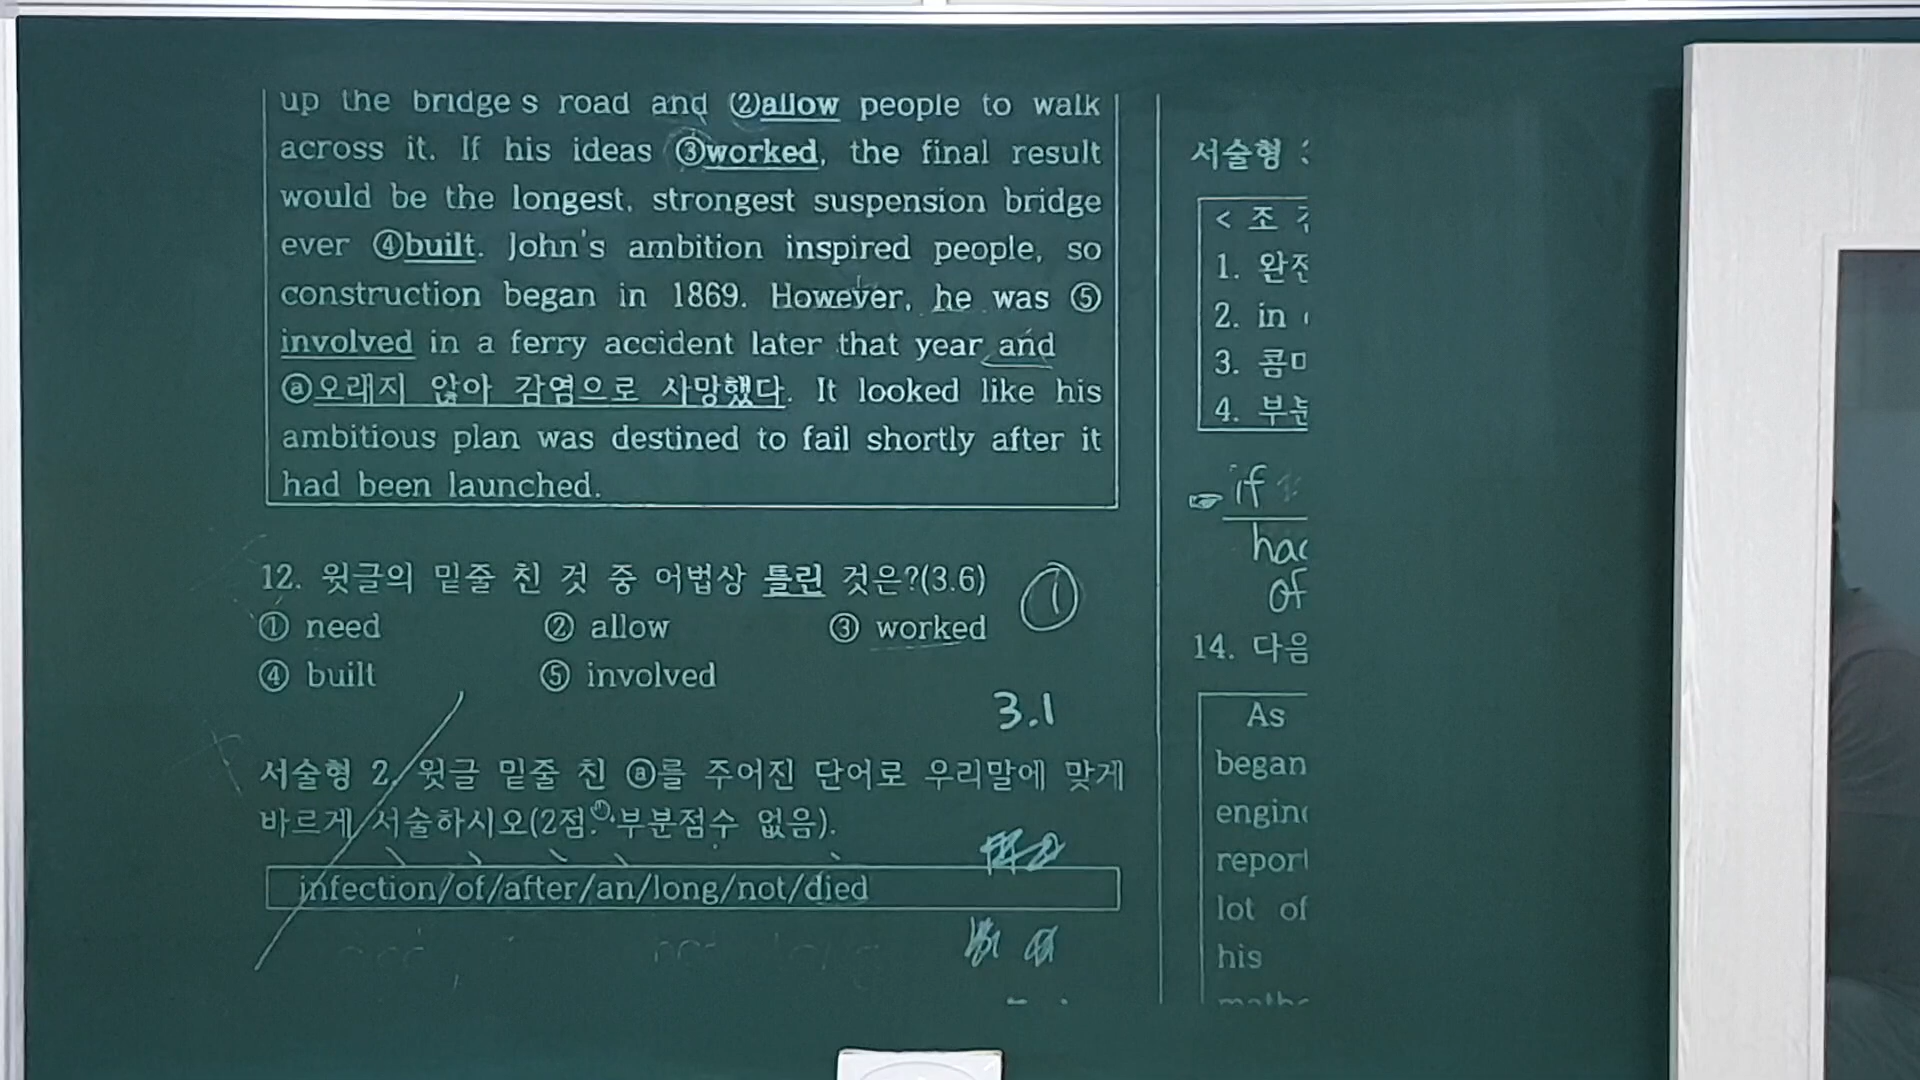 up the bridge's road and ②allow people to walk
across it. If his ideas ③worked, the final result
would be the longest, strongest suspension bridge
ever ④built. John's ambition inspired people, so
construction began in 1869. However, he was ⑤
involved in a ferry accident later that year and
ⓐ오래지 않아 감염으로 사망했다. It looked like his
ambitious plan was destined to fail shortly after it
had been launched.
12. 윗글의 밑줄 친 것 중 어법상 틀린 것은?(3.6)
①
① need ② allow ③ worked
④ built ⑤ involved
3.1
서술형 2. 윗글 밑줄 친 ⓐ를 주어진 단어로 우리말에 맞게
바르게 서술하시오(2점. 부분점수 없음).
infection/of/after/an/long/not/died
서술형
< 조
1. 완전
2. in
3. 콤마
4. 부분
☞ if
had
of
14. 다음
As
began
engine
report
lot of
his